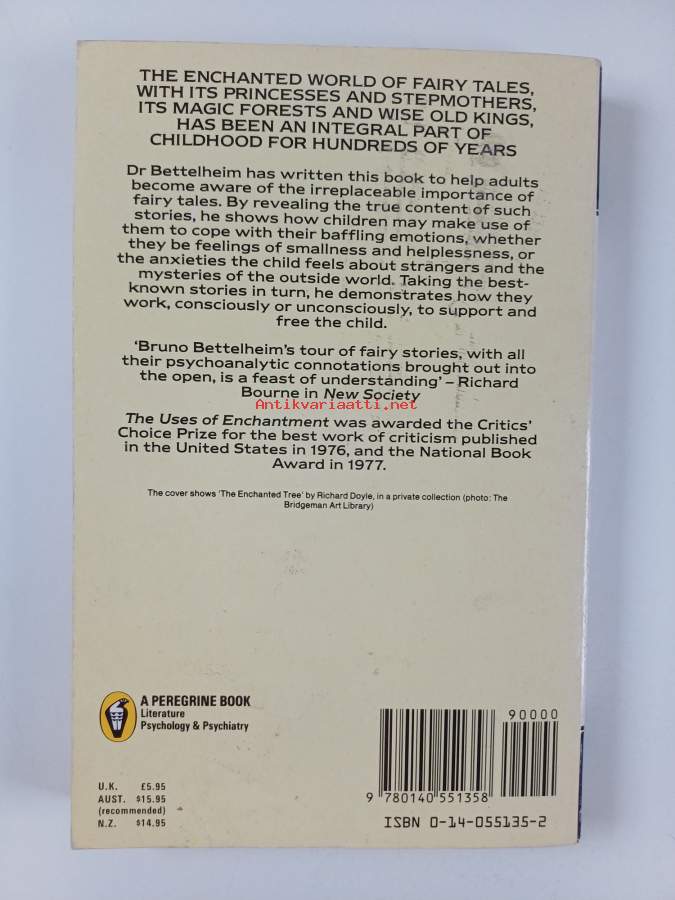 THE ENCHANTED WORLD OF FAIRY TALES,
WITH ITS PRINCESSES AND STEPMOTHERS,
ITS MAGIC FORESTS AND WISE OLD KINGS,
HAS BEEN AN INTEGRAL PART OF
CHILDHOOD FOR HUNDREDS OF YEARS
Dr Bettelheim has written this book to help adults
become aware of the irreplaceable importance of
fairy tales. By revealing the true content of such
stories, he shows how children may make use of
them to cope with their baffling emotions, whether
they be feelings of smallness and helplessness, or
the anxieties the child feels about strangers and the
mysteries of the outside world. Taking the best-
known stories in turn, he demonstrates how they
work, consciously or unconsciously, to support and
free the child.
‘Bruno Bettelheim’s tour of fairy stories, with all
their psychoanalytic connotations brought out into
the open, is a feast of understanding’ – Richard
Bourne in New Society
Antikvariaatti.net
The Uses of Enchantment was awarded the Critics’
Choice Prize for the best work of criticism published
in the United States in 1976, and the National Book
Award in 1977.
The cover shows ‘The Enchanted Tree’ by Richard Doyle, in a private collection (photo: The
Bridgeman Art Library)
A PEREGRINE BOOK
Literature
Psychology & Psychiatry
U.K. £5.95
AUST. $15.95
(recommended)
N.Z. $14.95
90000
9 780140 551358
ISBN 0-14-055135-2